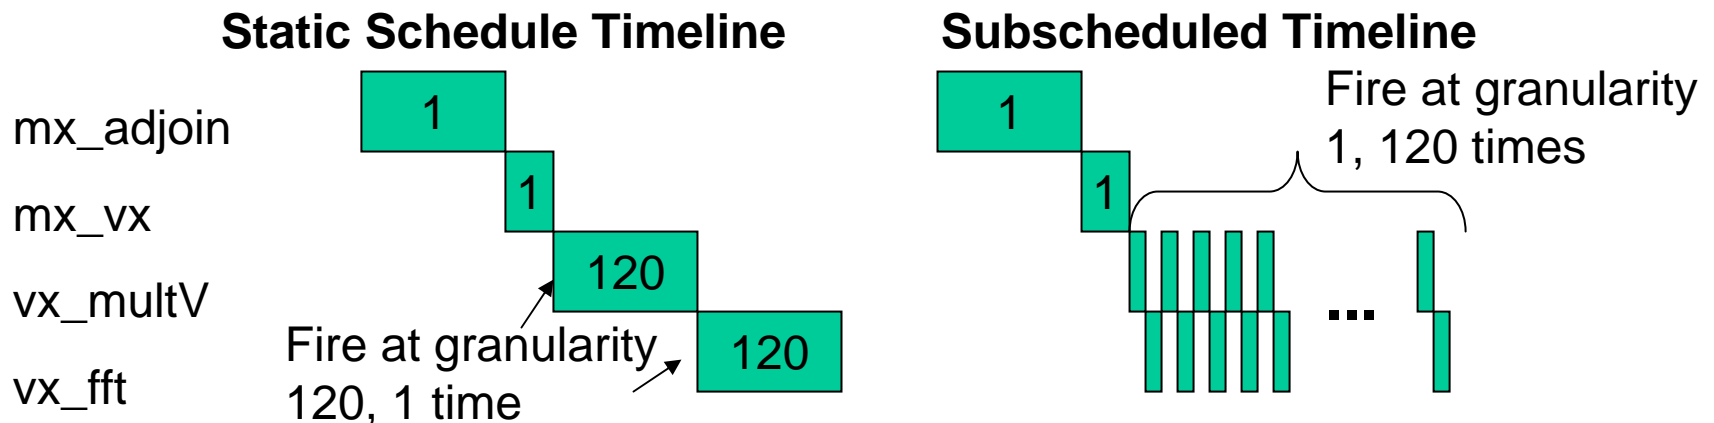 Static Schedule Timeline
Subscheduled Timeline
mx_adjoin
mx_vx
vx_multV
vx_fft
1
1
120
120
Fire at granularity
120, 1 time
1
1
Fire at granularity
1, 120 times
...